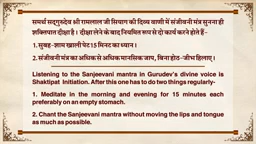 समर्थ सद्‌गुरुदेव श्री रामलाल जी सियाग की दिव्य वाणी में संजीवनी मंत्र सुनना ही
शक्तिपात दीक्षा है। दीक्षा लेने के बाद नियमित रूप से दो कार्य करने होते हैं-
1. सुबह-शाम खाली पेट 15 मिनट का ध्यान।
2. संजीवनी मंत्र का अधिक से अधिक मानसिक जाप, बिना होठ-जीभ हिलाए।
Listening to the Sanjeevani mantra in Gurudev's divine voice is
Shaktipat Initiation. After this one has to do two things regularly-
1. Meditate in the morning and evening for 15 minutes each
preferably on an empty stomach.
2. Chant the Sanjeevani mantra without moving the lips and tongue
as much as possible.